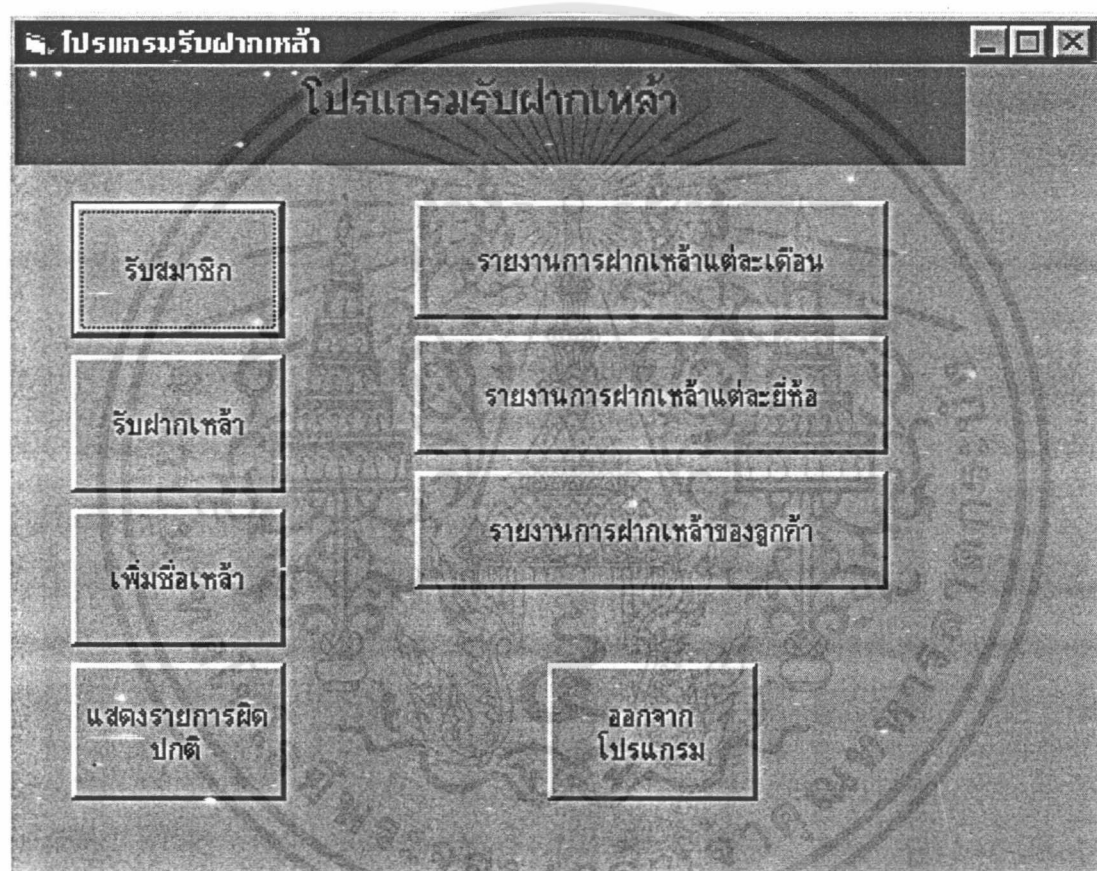 โปรแกรมรับฝากเหล้า
โปรแกรมรับฝากเหล้า
รับสมาชิก
รับฝากเหล้า
เพิ่มชื่อเหล้า
แสดงรายการผิด
ปกติ
รายงานการฝากเหล้าแต่ละเดือน
รายงานการฝากเหล้าแต่ละยี่ห้อ
รายงานการฝากเหล้าของลูกค้า
ออกจาก
โปรแกรม